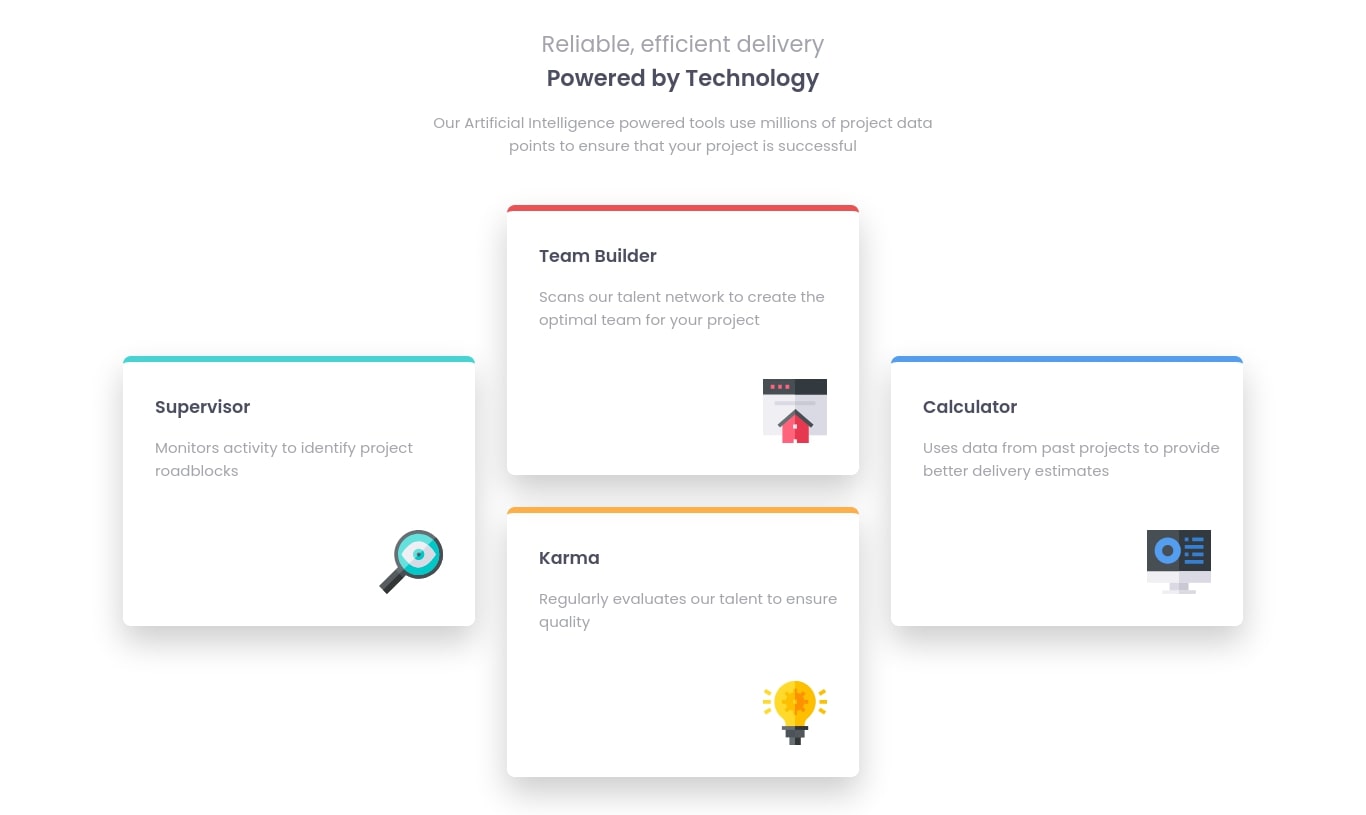 Reliable, efficient delivery
Powered by Technology
Our Artificial Intelligence powered tools use millions of project data
points to ensure that your project is successful
Supervisor
Monitors activity to identify project
roadblocks
Team Builder
Scans our talent network to create the
optimal team for your project
Karma
Regularly evaluates our talent to ensure
quality
Calculator
Uses data from past projects to provide
better delivery estimates